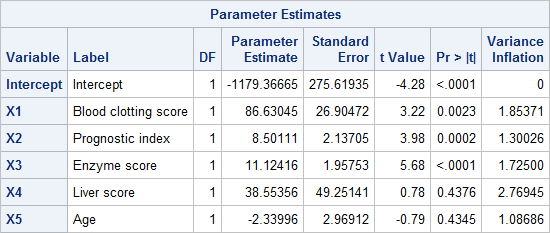 Parameter Estimates
Variable Label DF Parameter Estimate Standard Error t Value Pr > |t| Variance Inflation
Intercept Intercept 1 -1179.36665 275.61935 -4.28 <.0001 0
X1 Blood clotting score 1 86.63045 26.90472 3.22 0.0023 1.85371
X2 Prognostic index 1 8.50111 2.13705 3.98 0.0002 1.30026
X3 Enzyme score 1 11.12416 1.95753 5.68 <.0001 1.72500
X4 Liver score 1 38.55356 49.25141 0.78 0.4376 2.76945
X5 Age 1 -2.33996 2.96912 -0.79 0.4345 1.08686